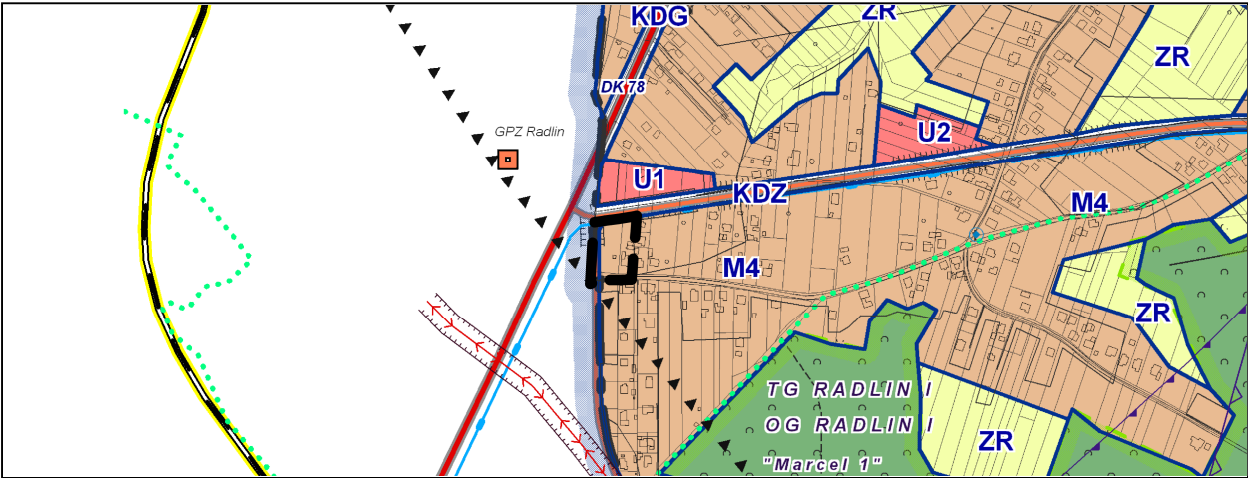 KDG
ZR
ZR
DK 78
GPZ Radlin
U2
U1
KDZ
M4
M4
ZR
TG RADLIN I
OG RADLIN I
ZR
"Marcel 1"